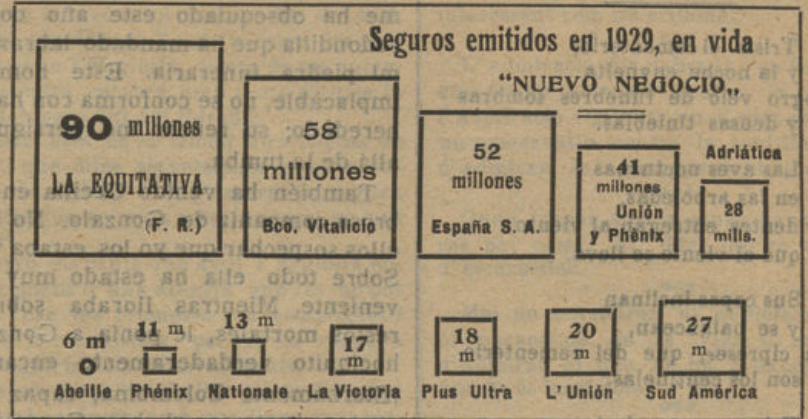 Seguros emitidos en 1929, en vida
"NUEVO NEGOCIO„
90 millones
LA EQUITATIVA
(F. R.)
58
millones
Bco. Vitalicio
52
millones
España S. A.
41
millones
Unión
y Phènix
Adriática
28
mills.
6 m
Abeille
11 m
Phénix
13 m
Nationale
17
m
La Victoria
18
m
Plus Ultra
20
m
L' Unión
27
m
Sud América